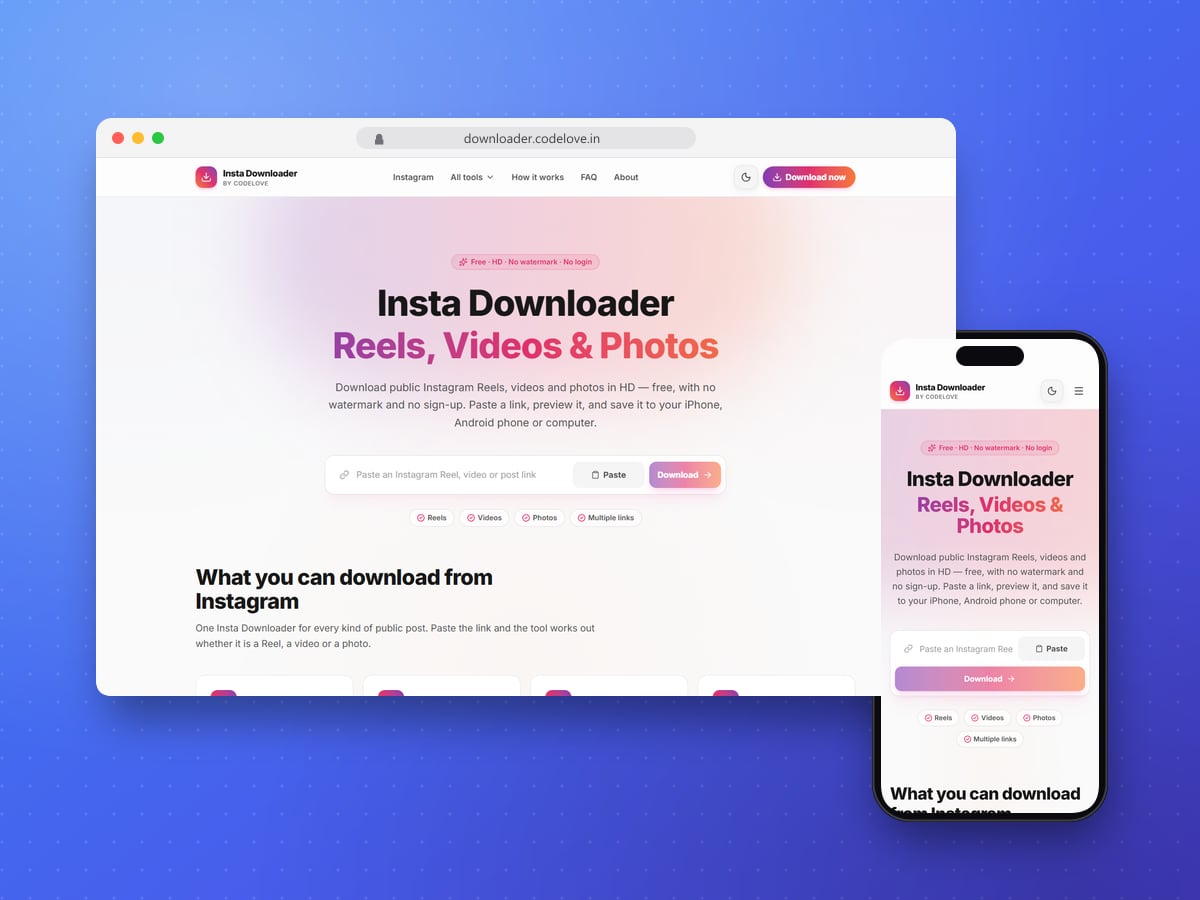 downloader.codelove.in
Insta Downloader
BY CODELOVE
Instagram
All tools
How it works
FAQ
About
Download now
Free · HD · No watermark · No login
Insta Downloader
Reels, Videos & Photos
Download public Instagram Reels, videos and photos in HD — free, with no
watermark and no sign-up. Paste a link, preview it, and save it to your iPhone,
Android phone or computer.
Paste an Instagram Reel, video or post link
Paste
Download →
Reels
Videos
Photos
Multiple links
What you can download from
Instagram
One Insta Downloader for every kind of public post. Paste the link and the tool works out
whether it is a Reel, a video or a photo.
Insta Downloader
BY CODELOVE
Free · HD · No watermark · No login
Insta Downloader
Reels, Videos &
Photos
Download public Instagram Reels, videos and
photos in HD — free, with no watermark and
no sign-up. Paste a link, preview it, and save it
to your iPhone, Android phone or computer.
Paste an Instagram Ree
Paste
Download →
Reels
Videos
Photos
Multiple links
What you can download
from Instagram